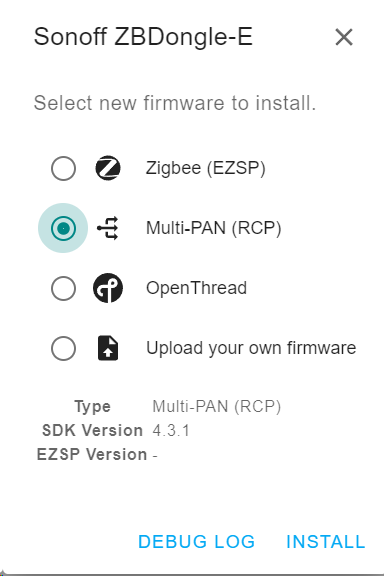 Sonoff ZBDongle-E
Select new firmware to install.
Zigbee (EZSP)
Multi-PAN (RCP)
OpenThread
Upload your own firmware
Type Multi-PAN (RCP)
SDK Version 4.3.1
EZSP Version -
DEBUG LOG INSTALL